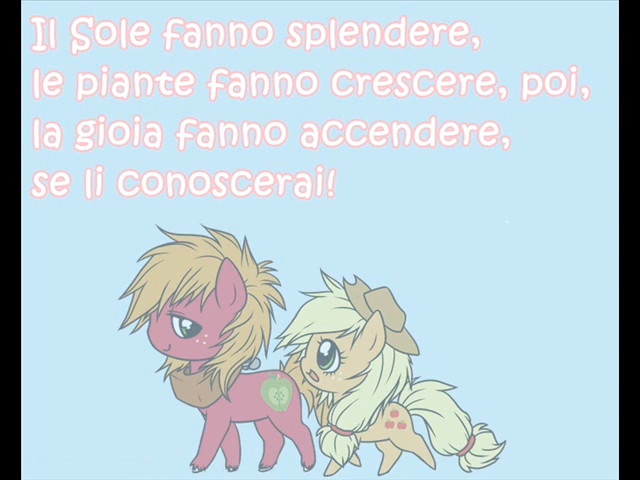 Il Sole fanno splendere,
le piante fanno crescere, poi,
la gioia fanno accendere,
se li conoscerai!